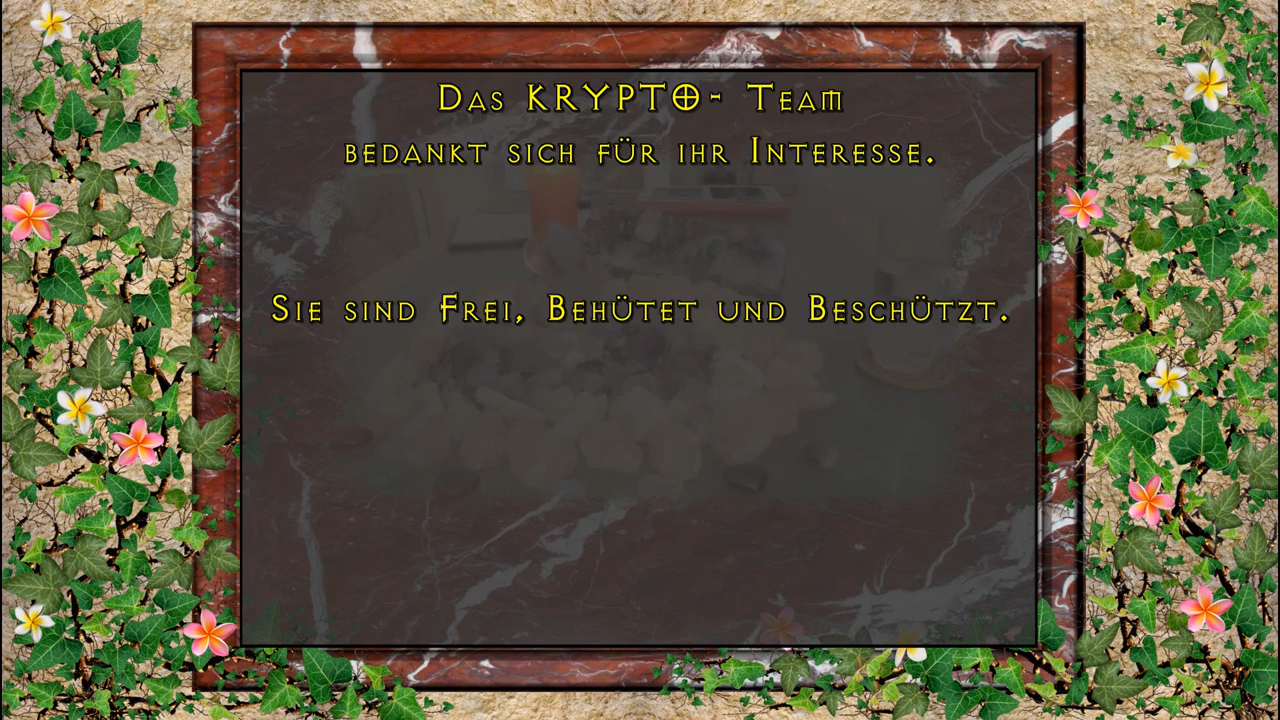 Das KRYPTO- Team
bedankt sich für ihr Interesse.
Sie sind Frei, Behütet und Beschützt.